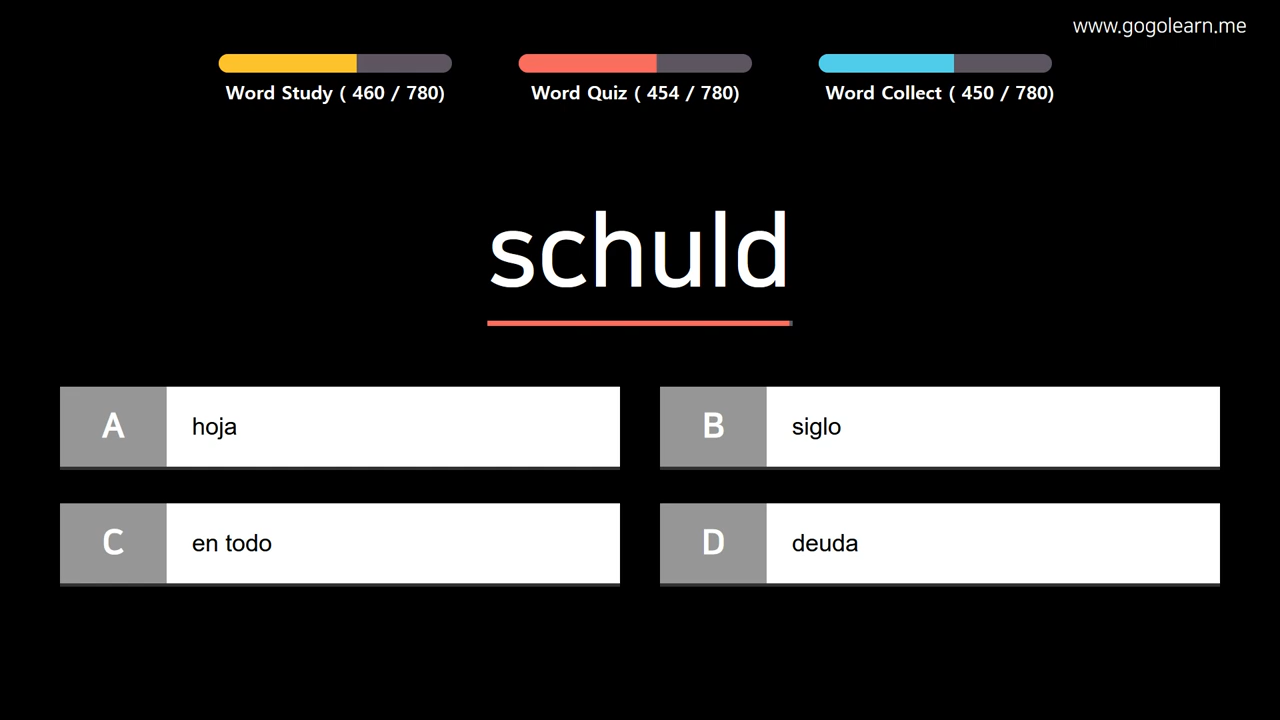 www.gogolearn.me
Word Study ( 460 / 780)
Word Quiz ( 454 / 780)
Word Collect ( 450 / 780)
schuld
A
hoja
B
siglo
C
en todo
D
deuda